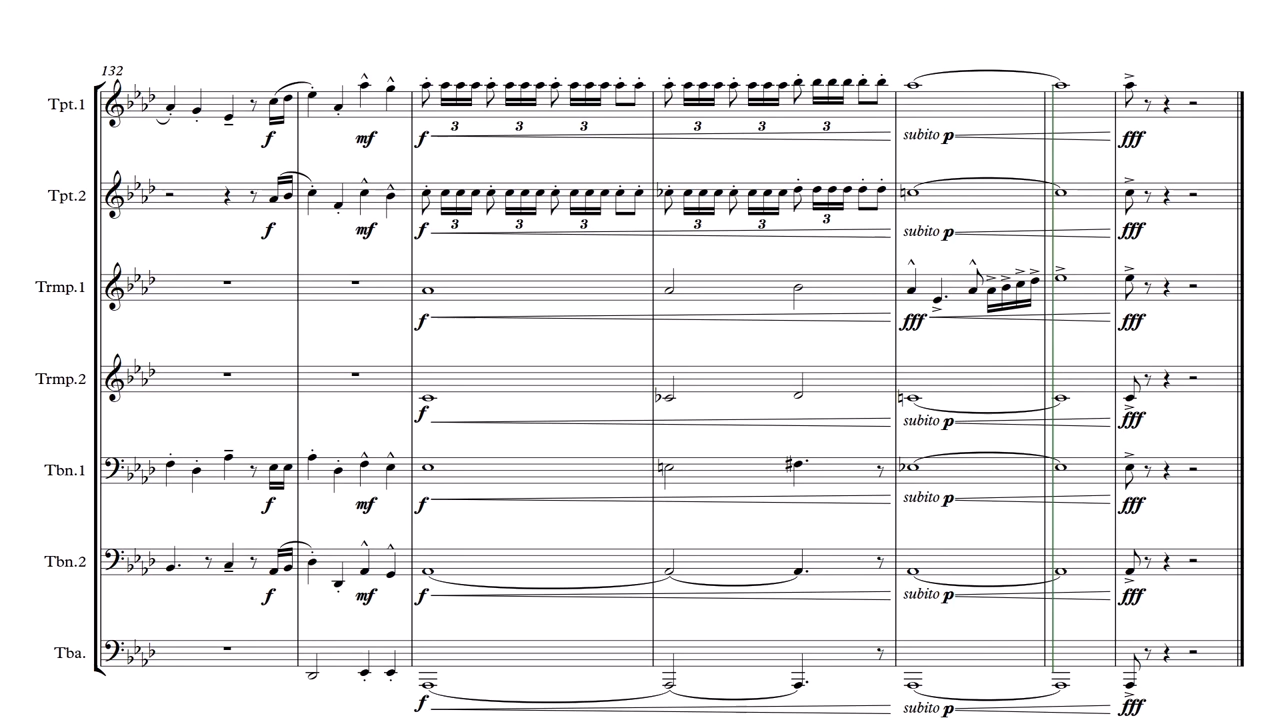 132
Tpt.1
f mf f subito p fff
3 3 3 3 3 3
Tpt.2
f mf f subito p fff
3 3 3 3 3 3
Trmp.1
f fff fff
Trmp.2
f subito p fff
Tbn.1
f mf f subito p fff
Tbn.2
f mf f subito p fff
Tba.
f subito p fff